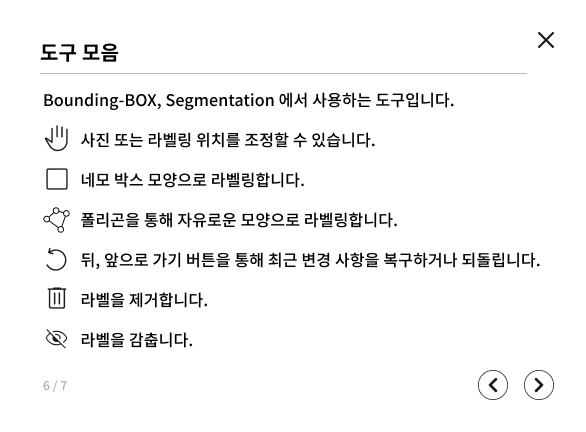 도구 모음
Bounding-BOX, Segmentation 에서 사용하는 도구입니다.
사진 또는 라벨링 위치를 조정할 수 있습니다.
네모 박스 모양으로 라벨링합니다.
폴리곤을 통해 자유로운 모양으로 라벨링합니다.
뒤, 앞으로 가기 버튼을 통해 최근 변경 사항을 복구하거나 되돌립니다.
라벨을 제거합니다.
라벨을 감춥니다.
6 / 7